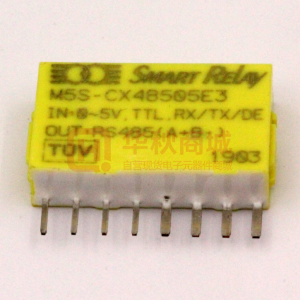 SMART RELAY
M5S-CX48505E3
IN:0~5V,TTL,RX/TX/DE
OUT:RS485(A+B-)
TÜV 1903
华秋商城